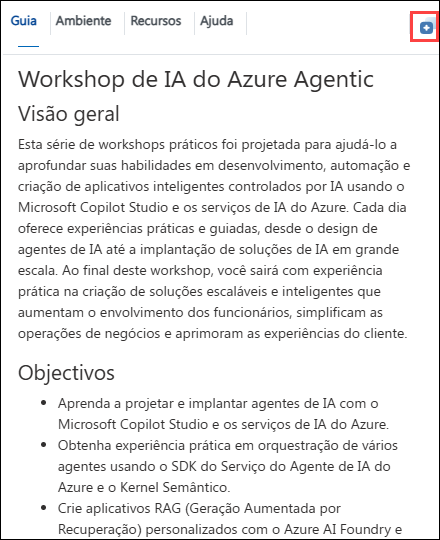 Guia Ambiente Recursos Ajuda
Workshop de IA do Azure Agentic
Visão geral
Esta série de workshops práticos foi projetada para ajudá-lo a
aprofundar suas habilidades em desenvolvimento, automação e
criação de aplicativos inteligentes controlados por IA usando o
Microsoft Copilot Studio e os serviços de IA do Azure. Cada dia
oferece experiências práticas e guiadas, desde o design de
agentes de IA até a implantação de soluções de IA em grande
escala. Ao final deste workshop, você sairá com experiência
prática na criação de soluções escaláveis e inteligentes que
aumentam o envolvimento dos funcionários, simplificam as
operações de negócios e aprimoram as experiências do cliente.
Objectivos
• Aprenda a projetar e implantar agentes de IA com o
Microsoft Copilot Studio e os serviços de IA do Azure.
• Obtenha experiência prática em orquestração de vários
agentes usando o SDK do Serviço do Agente de IA do
Azure e o Kernel Semântico.
• Crie aplicativos RAG (Geração Aumentada por
Recuperação) personalizados com o Azure AI Foundry e